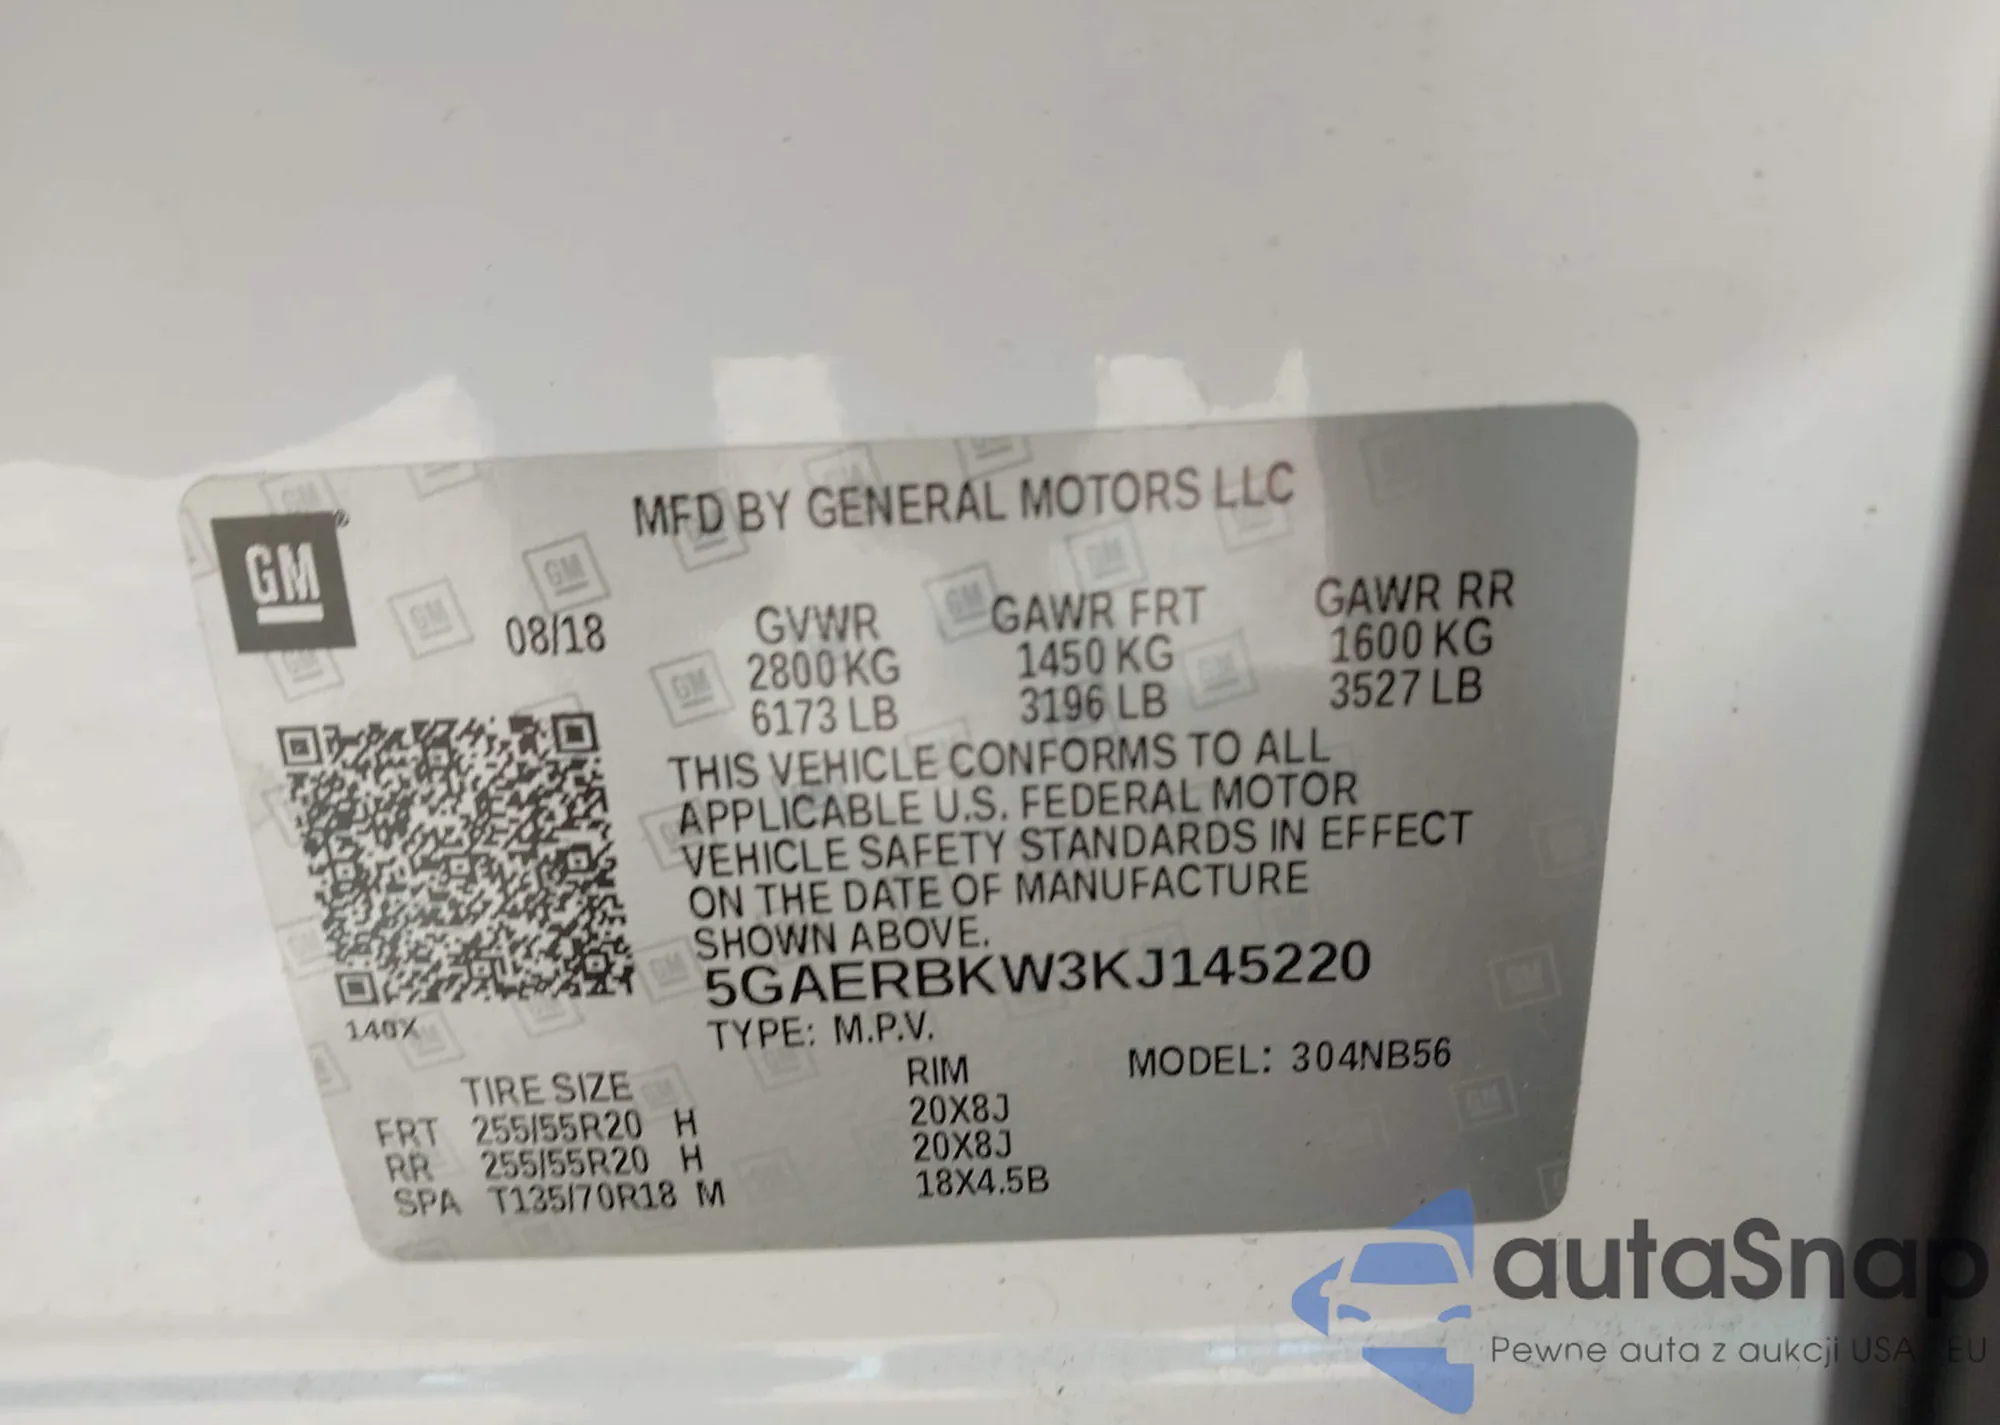 GM®
MFD BY GENERAL MOTORS LLC
08/18
GVWR
2800 KG
6173 LB
GAWR FRT
1450 KG
3196 LB
GAWR RR
1600 KG
3527 LB
THIS VEHICLE CONFORMS TO ALL
APPLICABLE U.S. FEDERAL MOTOR
VEHICLE SAFETY STANDARDS IN EFFECT
ON THE DATE OF MANUFACTURE
SHOWN ABOVE.
5GAERBKW3KJ145220
140X
TYPE: M.P.V.
MODEL: 304NB56
TIRE SIZE RIM
FRT 255/55R20 H 20X8J
RR 255/55R20 H 20X8J
SPA T135/70R18 M 18X4.5B
autaSnap
Pewne auta z aukcji USA EU